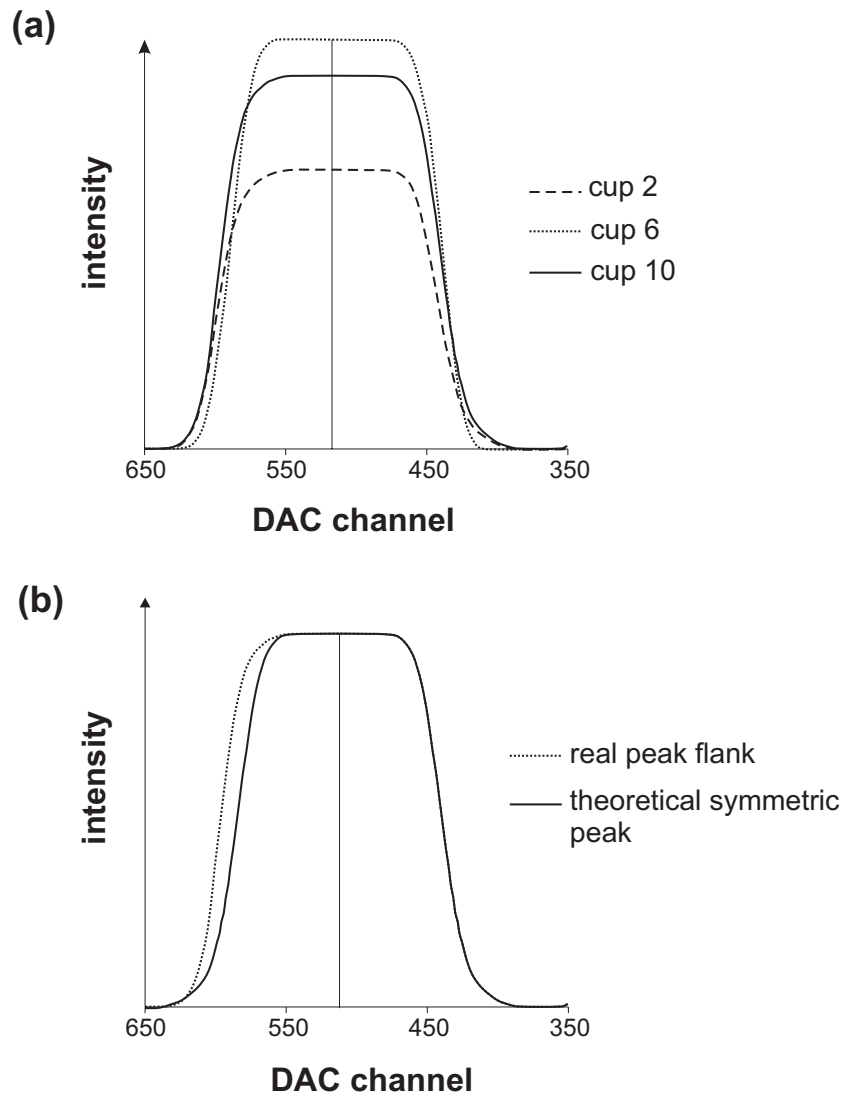 (a)
intensity
cup 2
cup 6
cup 10
650 550 450 350
DAC channel
(b)
intensity
real peak flank
theoretical symmetric
peak
650 550 450 350
DAC channel